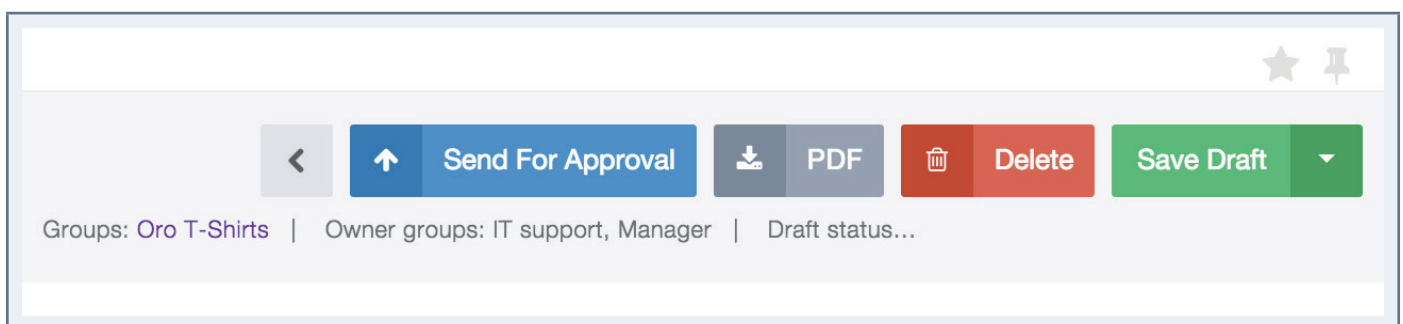 Send For Approval PDF Delete Save Draft
Groups: Oro T-Shirts | Owner groups: IT support, Manager | Draft status...